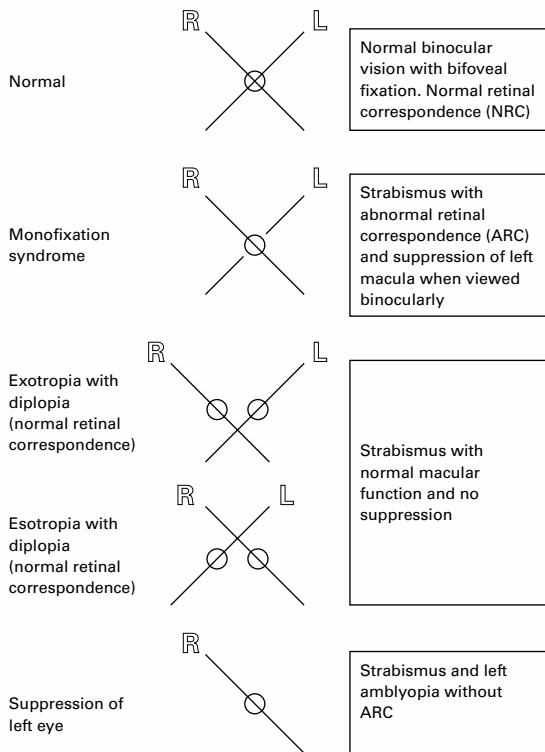 R L
Normal
Normal binocular
vision with bifoveal
fixation. Normal retinal
correspondence (NRC)
R L
Monofixation
syndrome
Strabismus with
abnormal retinal
correspondence (ARC)
and suppression of left
macula when viewed
binocularly
R L
Exotropia with
diplopia
(normal retinal
correspondence)
R L
Esotropia with
diplopia
(normal retinal
correspondence)
Strabismus with
normal macular
function and no
suppression
R
Suppression of
left eye
Strabismus and left
amblyopia without
ARC